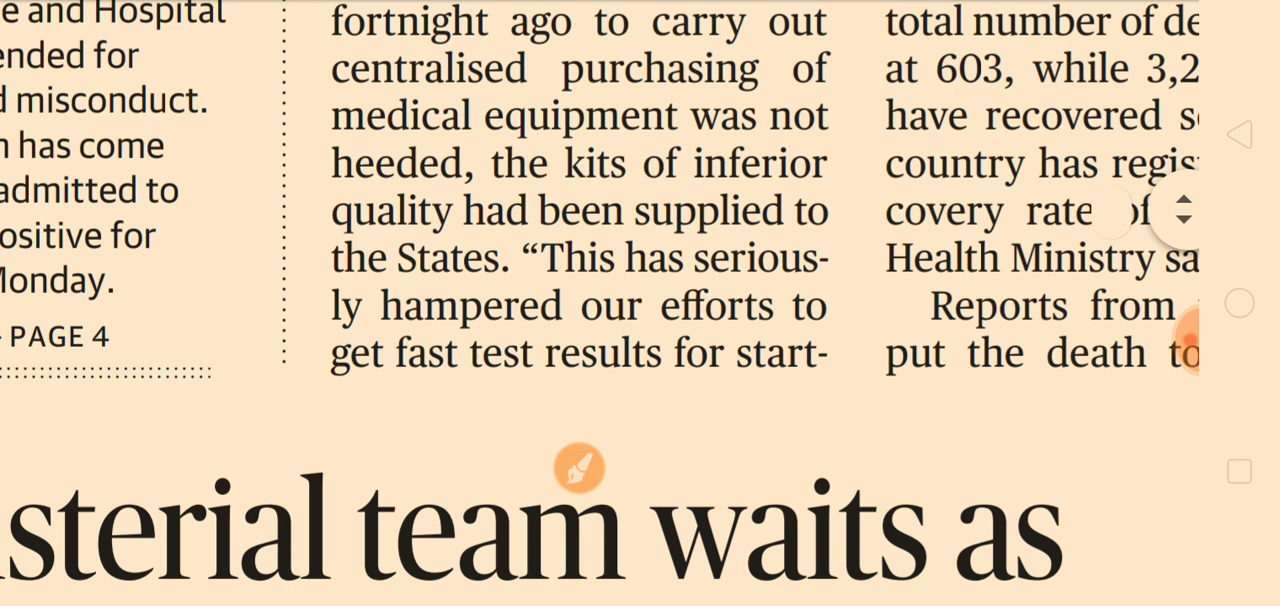 e and Hospital
ended for
d misconduct.
has come
admitted to
ositive for
Monday.
PAGE 4
fortnight ago to carry out
centralised purchasing of
medical equipment was not
heeded, the kits of inferior
quality had been supplied to
the States. “This has serious-
ly hampered our efforts to
get fast test results for start-
total number of de
at 603, while 3,2
have recovered s
country has regis
covery rate of
Health Ministry sa
Reports from
put the death to
sterial team waits as